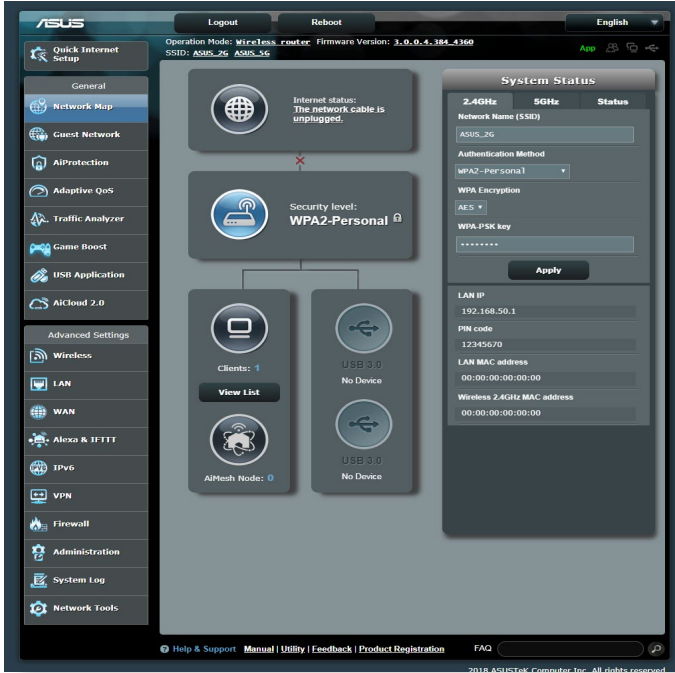 ASUS
Logout
Reboot
English
Quick Internet
Setup
Operation Mode: Wireless router Firmware Version: 3.0.0.4.384_4360
SSID: ASUS_2G ASUS_5G
App
General
Network Map
Guest Network
AiProtection
Adaptive QoS
Traffic Analyzer
Game Boost
USB Application
AiCloud 2.0
Advanced Settings
Wireless
LAN
WAN
Alexa & IFTTT
IPv6
VPN
Firewall
Administration
System Log
Network Tools
Internet status:
The network cable is
unplugged.
Security level:
WPA2-Personal
Clients: 1
View List
AiMesh Node: 0
USB 3.0
No Device
USB 3.0
No Device
System Status
2.4GHz 5GHz Status
Network Name (SSID)
ASUS_2G
Authentication
Method
WPA2-Personal
WPA Encryption
AES
WPA-PSK key
········
Apply
LAN IP
192.168.50.1
PIN code
12345670
LAN MAC address
00:00:00:00:00:00
Wireless 2.4GHz MAC address
00:00:00:00:00:00
? Help & Support Manual | Utility | Feedback | Product Registration FAQ
2018 ASUSTeK Computer Inc. All rights reserved